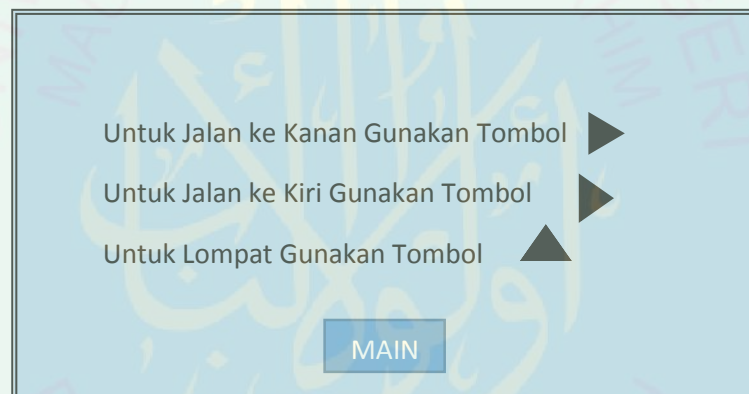 Untuk Jalan ke Kanan Gunakan Tombol
Untuk Jalan ke Kiri Gunakan Tombol
Untuk Lompat Gunakan Tombol
MAIN